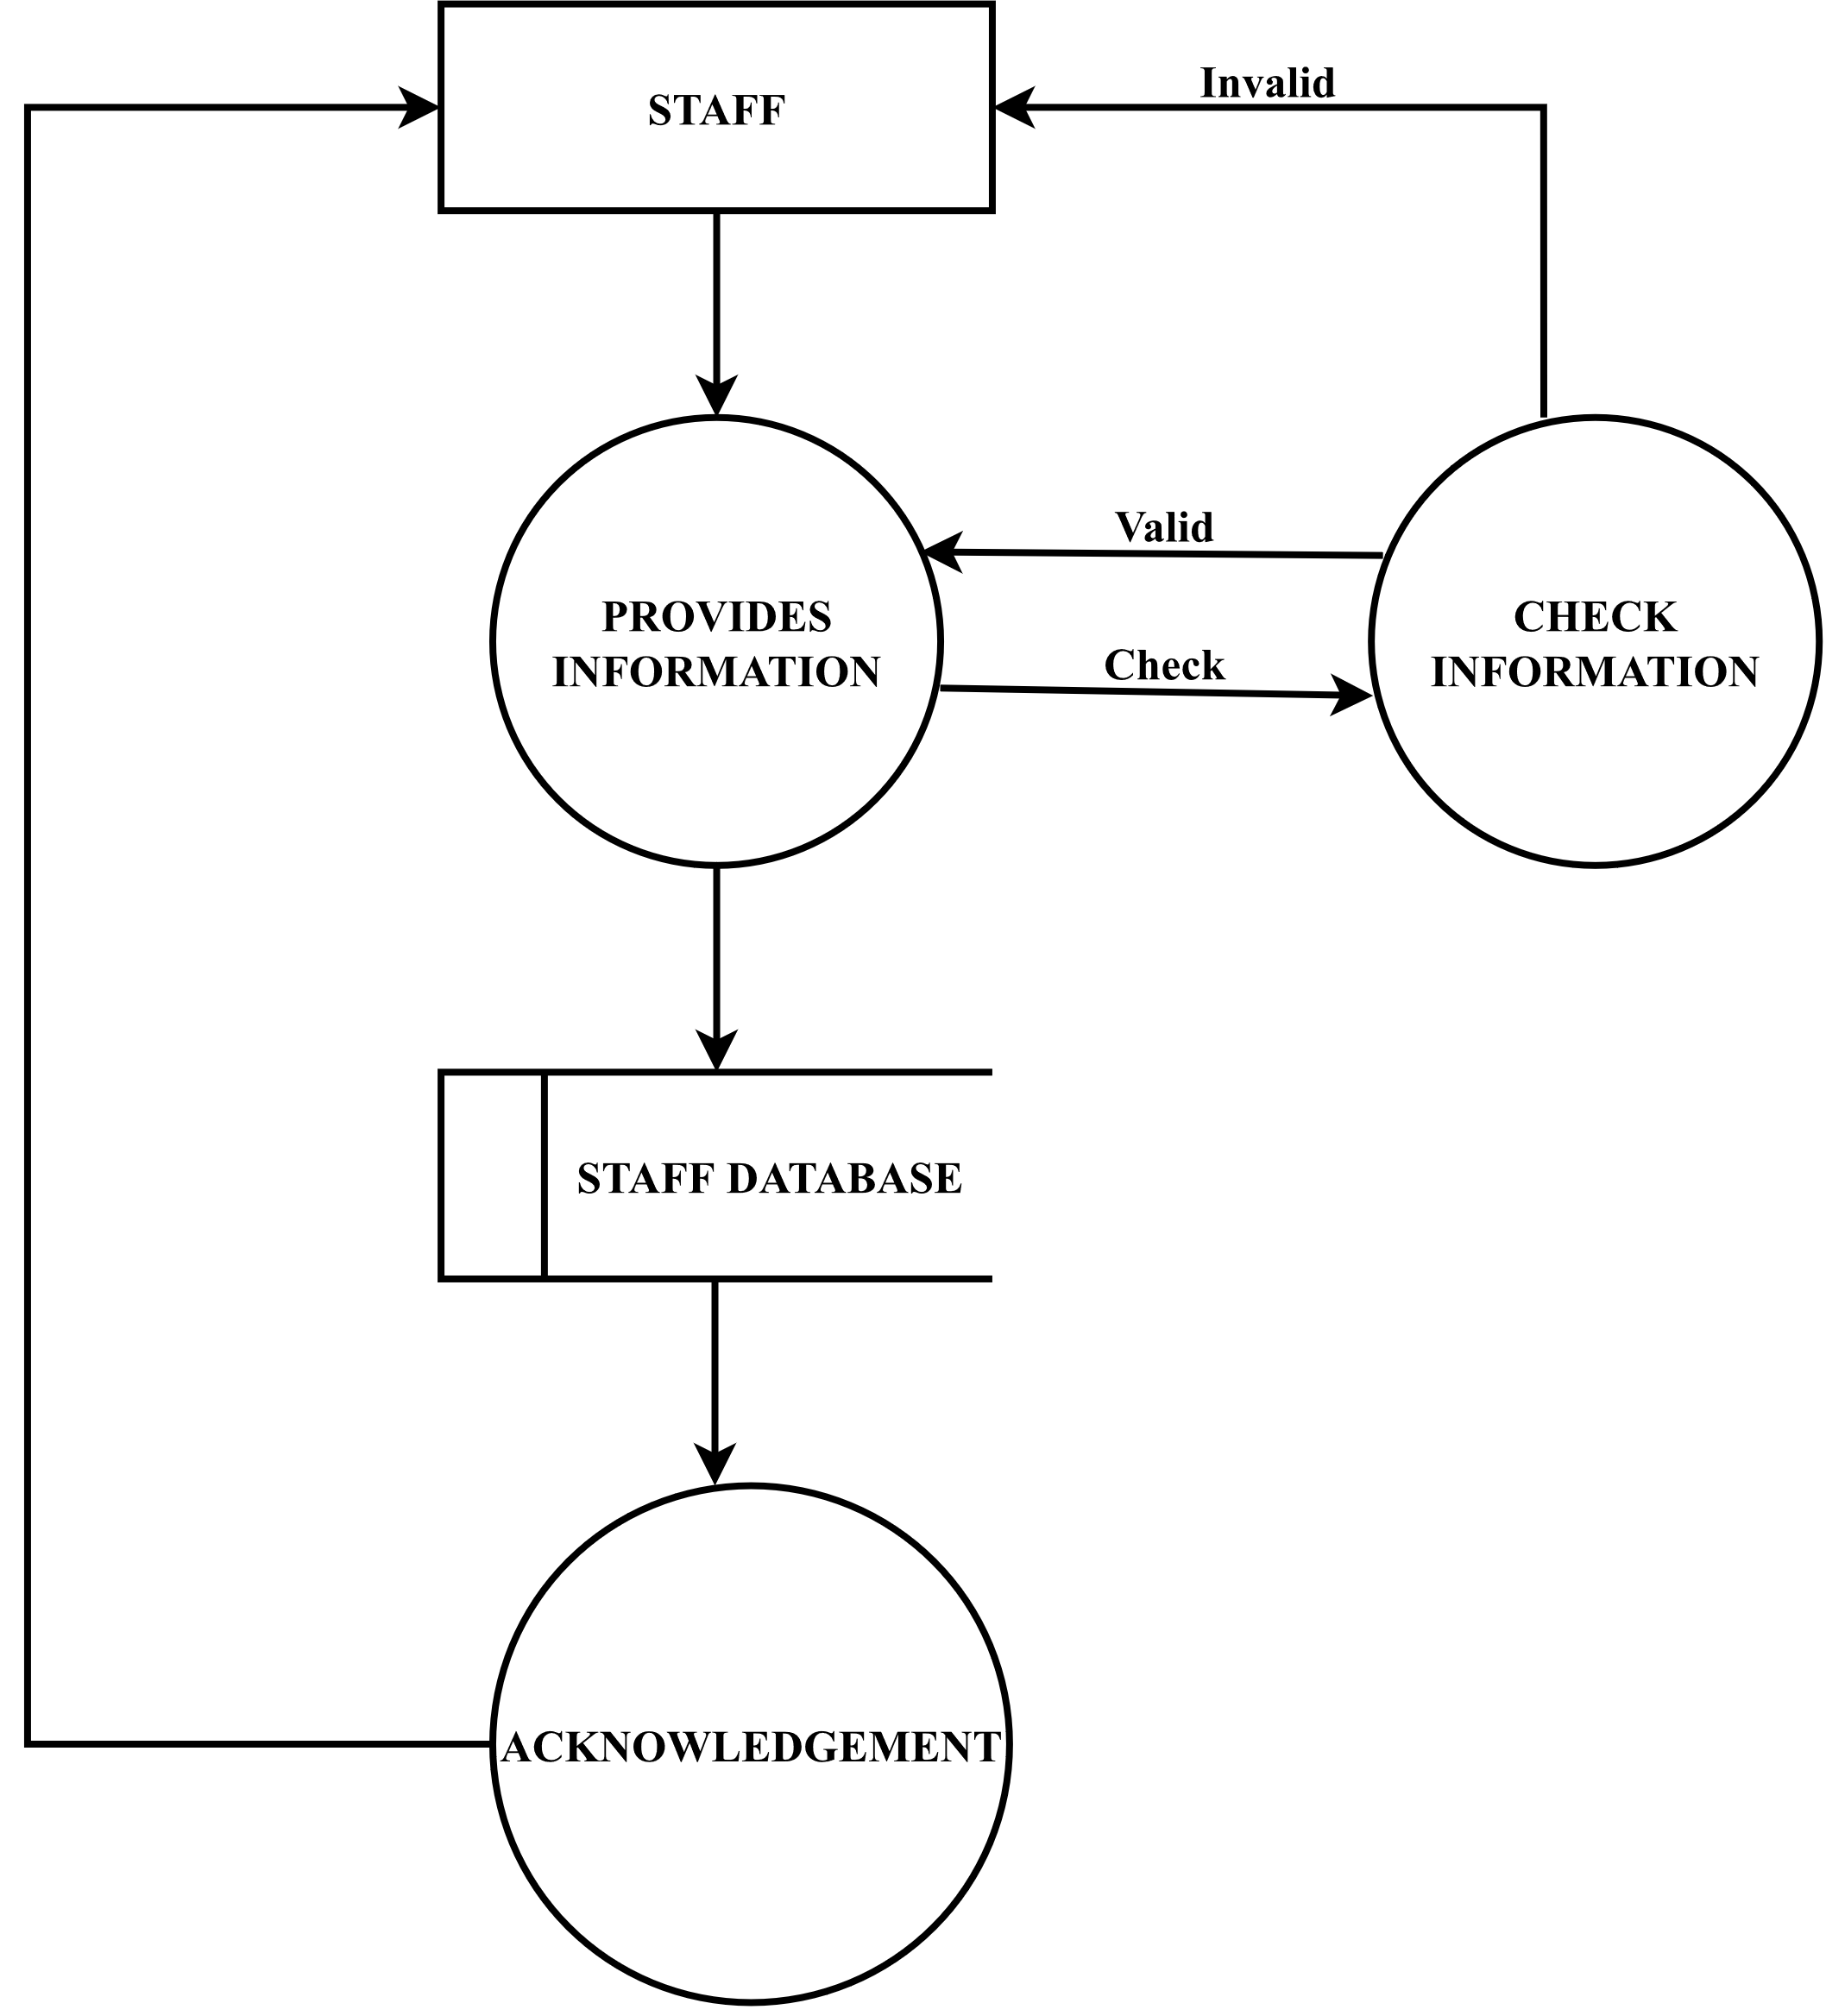 STAFF
Invalid
Valid
PROVIDES
INFORMATION
Check
CHECK
INFORMATION
STAFF DATABASE
ACKNOWLEDGEMENT